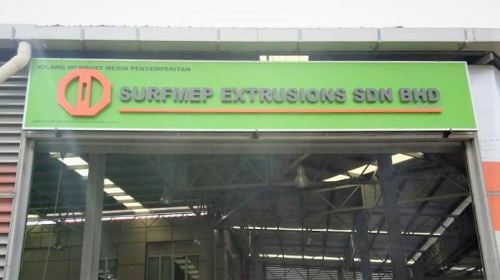 KILANG MEMBUAT MESIN PENYEMPERITAN
SURFMEP EXTRUSIONS SDN BHD